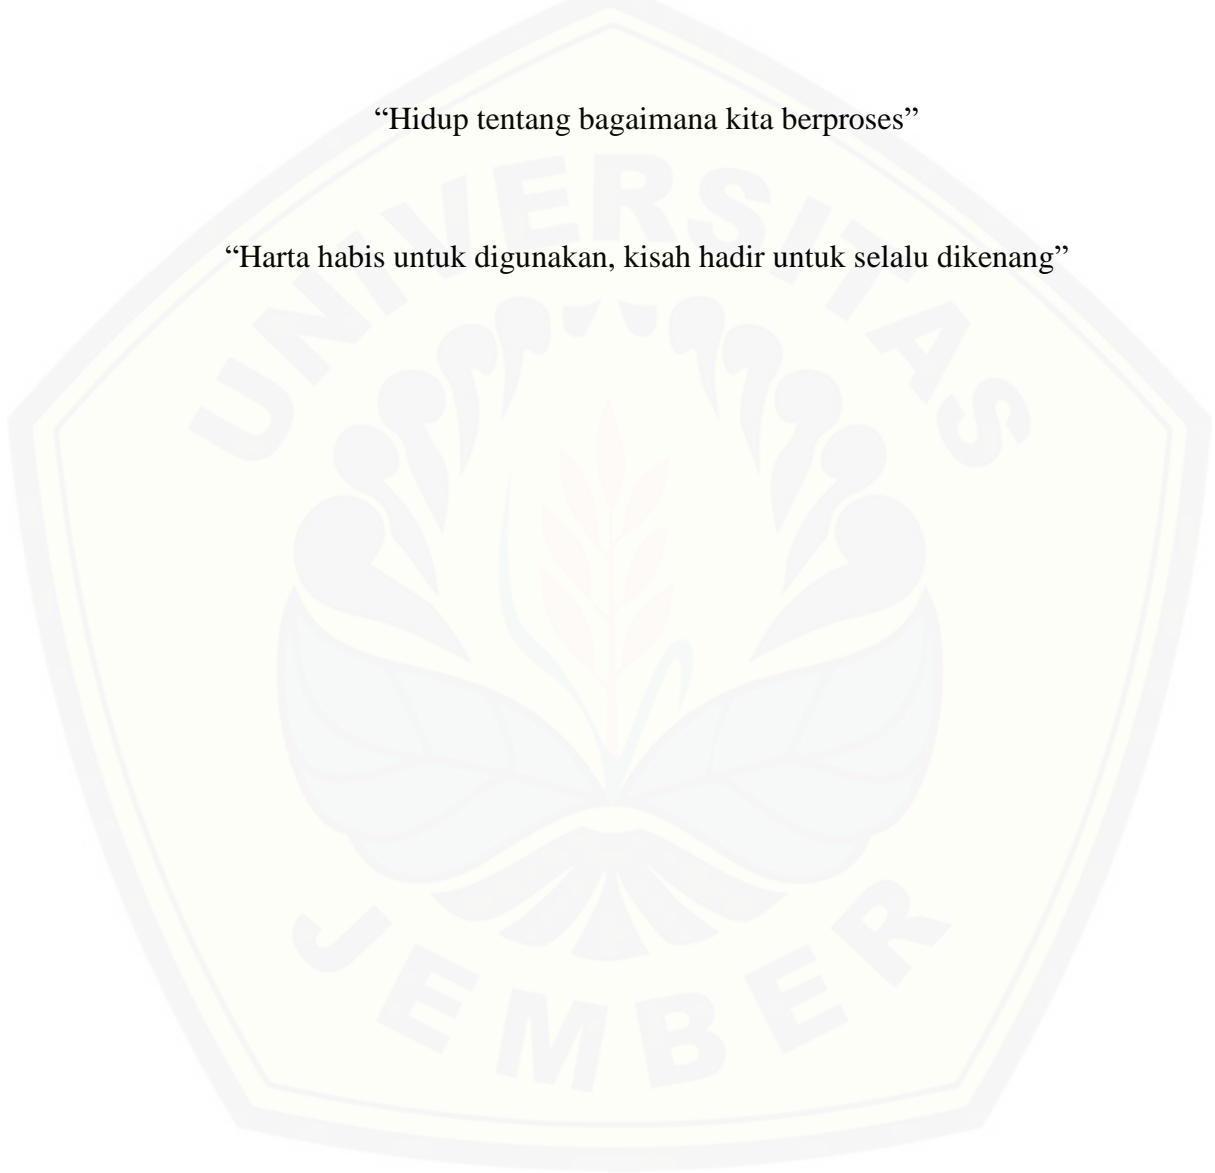 “Hidup tentang bagaimana kita berproses”
“Harta habis untuk digunakan, kisah hadir untuk selalu dikenang”
UNIVERSITAS
JEMBER